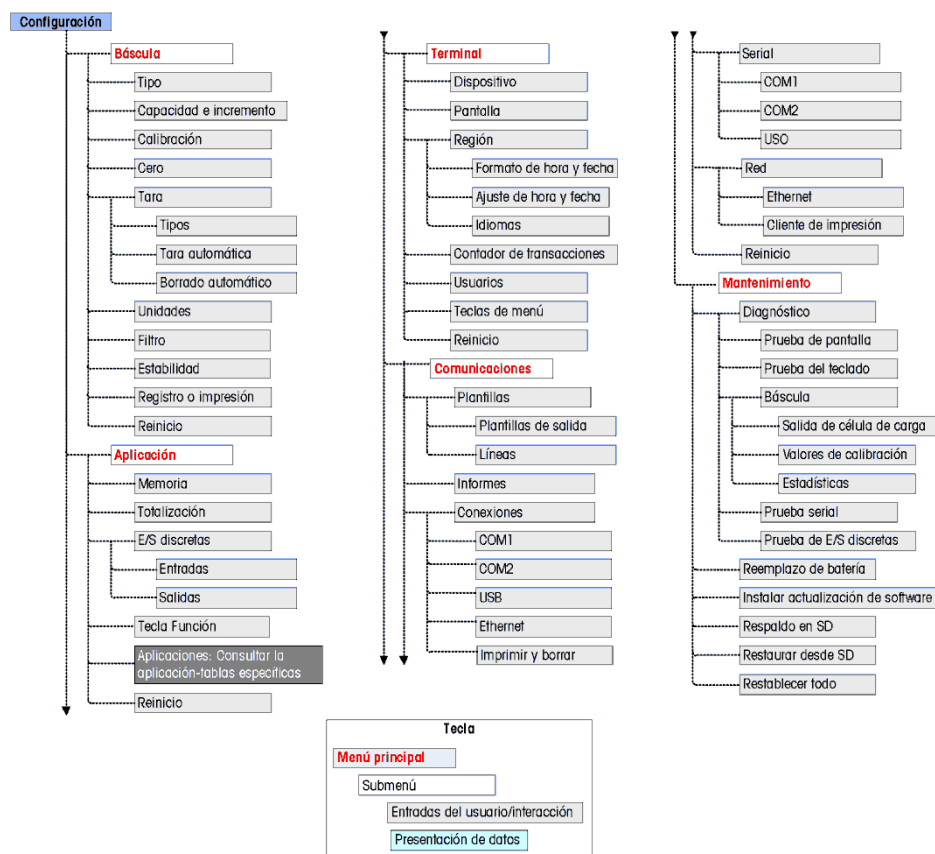 Configuración
Báscula
Tipo
Capacidad e incremento
Calibración
Cero
Tara
Tipos
Tara automática
Borrado automático
Unidades
Filtro
Estabilidad
Registro o impresión
Reinicio
Aplicación
Memoria
Totalización
E/S discretas
Entradas
Salidas
Tecla Función
Aplicaciones: Consultar la
aplicación-tablas específicas
Reinicio
Terminal
Dispositivo
Pantalla
Región
Formato de hora y fecha
Ajuste de hora y fecha
Idiomas
Contador de transacciones
Usuarios
Teclas de menú
Reinicio
Comunicaciones
Plantillas
Plantillas de salida
Líneas
Informes
Conexiones
COM1
COM2
USB
Ethernet
Imprimir y borrar
Serial
COM1
COM2
USO
Red
Ethernet
Cliente de impresión
Reinicio
Mantenimiento
Diagnóstico
Prueba de pantalla
Prueba del teclado
Báscula
Salida de célula de carga
Valores de calibración
Estadísticas
Prueba serial
Prueba de E/S discretas
Reemplazo de batería
Instalar actualización de software
Respaldo en SD
Restaurar desde SD
Restablecer todo
Tecla
Menú principal
Submenú
Entradas del usuario/interacción
Presentación de datos